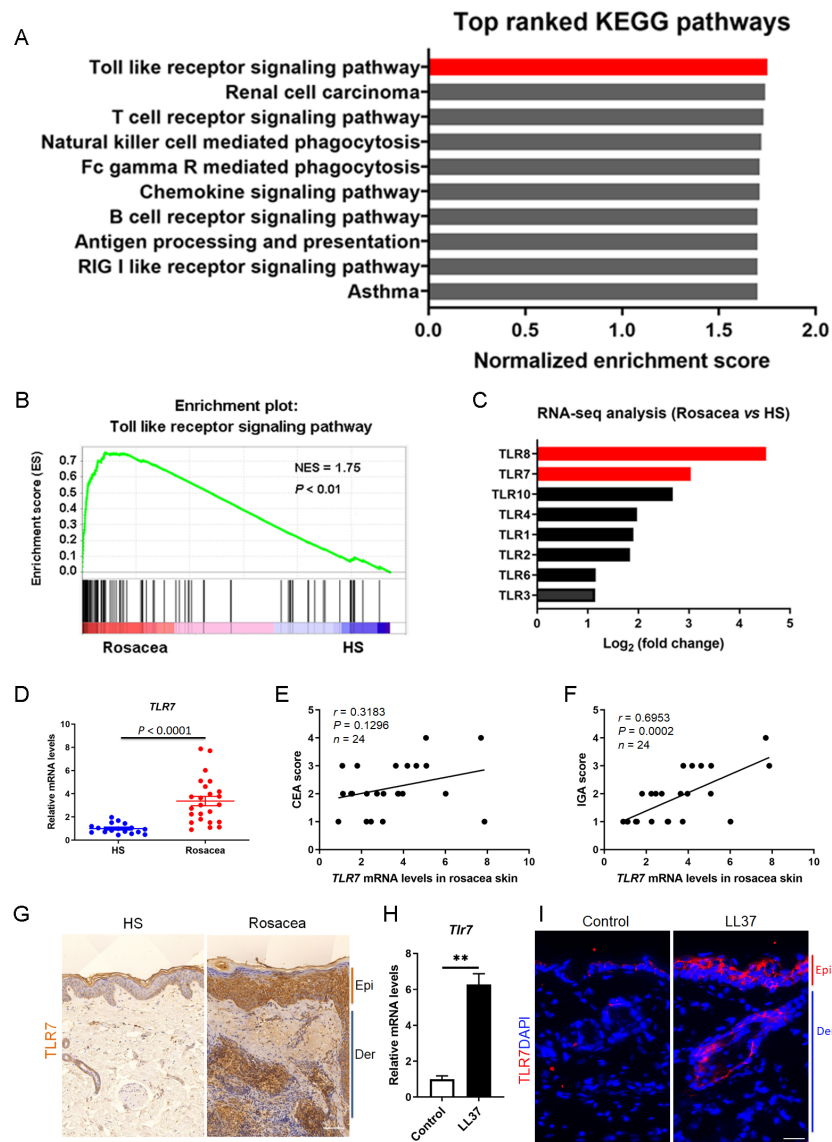 A
Top ranked KEGG pathways
Toll like receptor signaling pathway
Renal cell carcinoma
T cell receptor signaling pathway
Natural killer cell mediated phagocytosis
Fc gamma R mediated phagocytosis
Chemokine signaling pathway
B cell receptor signaling pathway
Antigen processing and presentation
RIG I like receptor signaling pathway
Asthma
0.0 0.5 1.0 1.5 2.0
Normalized enrichment score
B
Enrichment plot:
Toll like receptor signaling pathway
Enrichment score (ES)
0.7
0.6
0.5
0.4
0.3
0.2
0.1
0.0
NES = 1.75
P < 0.01
Rosacea HS
C
RNA-seq analysis (Rosacea vs HS)
TLR8
TLR7
TLR10
TLR4
TLR1
TLR2
TLR6
TLR3
0 1 2 3 4 5
Log2 (fold change)
D
TLR7
P < 0.0001
Relative mRNA levels
10
8
6
4
2
0
HS Rosacea
E
r = 0.3183
P = 0.1296
n = 24
CEA score
5
4
3
2
1
0
0 2 4 6 8 10
TLR7 mRNA levels in rosacea skin
F
r = 0.6953
P = 0.0002
n = 24
IGA score
5
4
3
2
1
0
0 2 4 6 8 10
TLR7 mRNA levels in rosacea skin
G
HS Rosacea
TLR7
Epi
Der
H
Tlr7
**
Relative mRNA levels
8
6
4
2
0
Control LL37
I
Control LL37
TLR7DAPI
Epi
Der